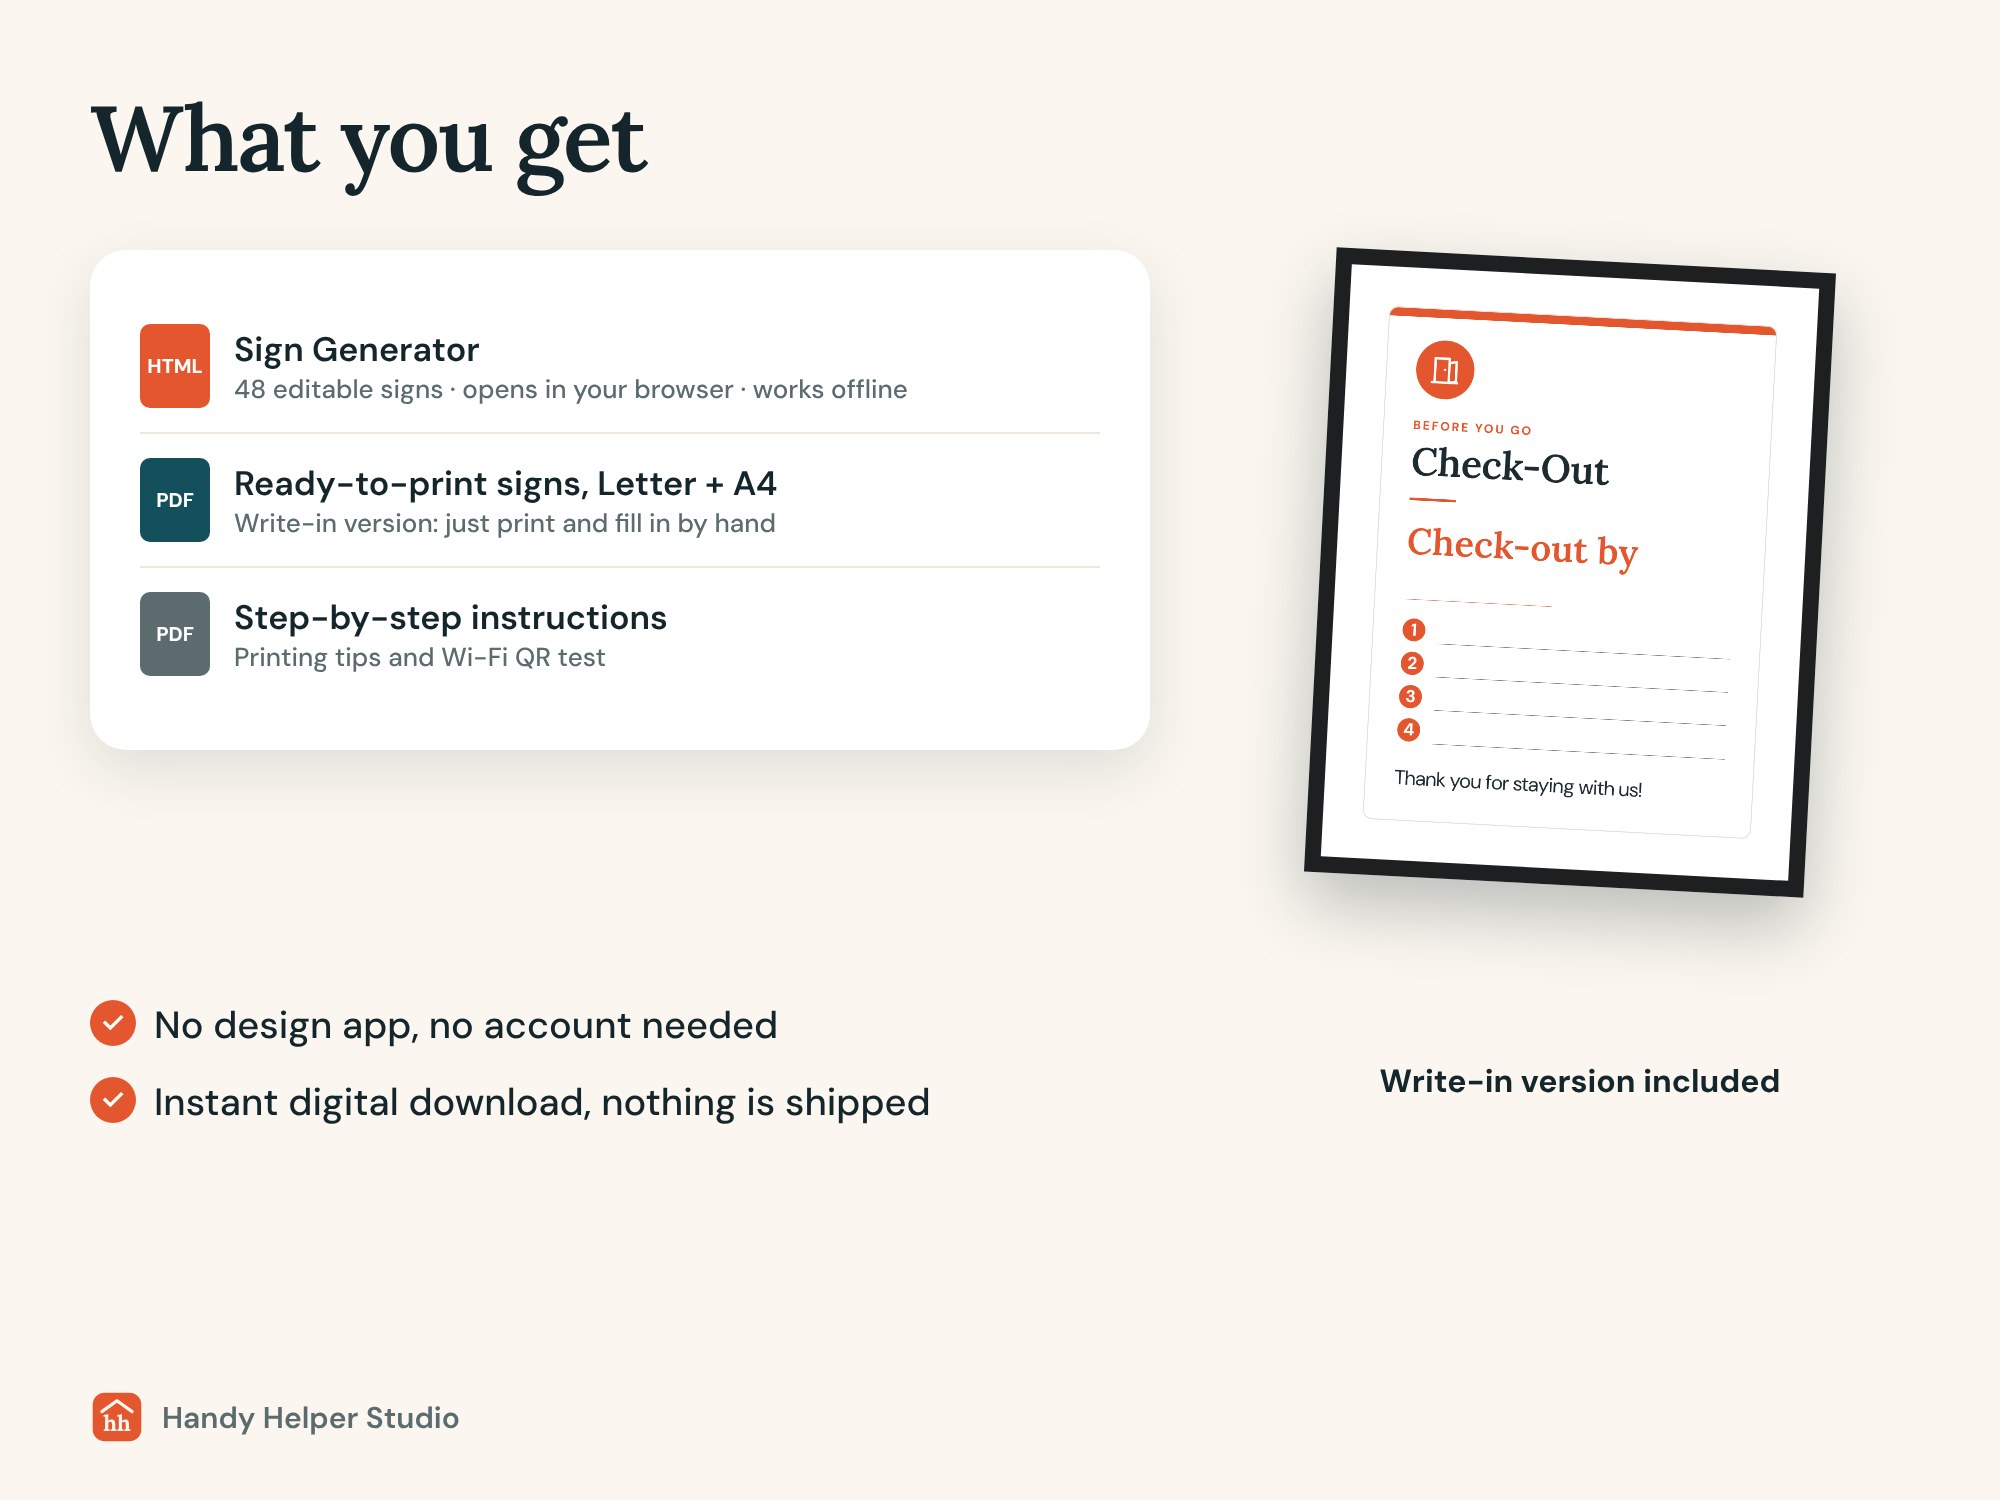 What you get
HTML
Sign Generator
48 editable signs · opens in your browser · works offline
PDF
Ready-to-print signs, Letter + A4
Write-in version: just print and fill in by hand
PDF
Step-by-step instructions
Printing tips and Wi-Fi QR test
BEFORE YOU GO
Check-Out
Check-out by
1
2
3
4
Thank you for staying with us!
No design app, no account needed
Instant digital download, nothing is shipped
Write-in version included
hh
Handy Helper Studio